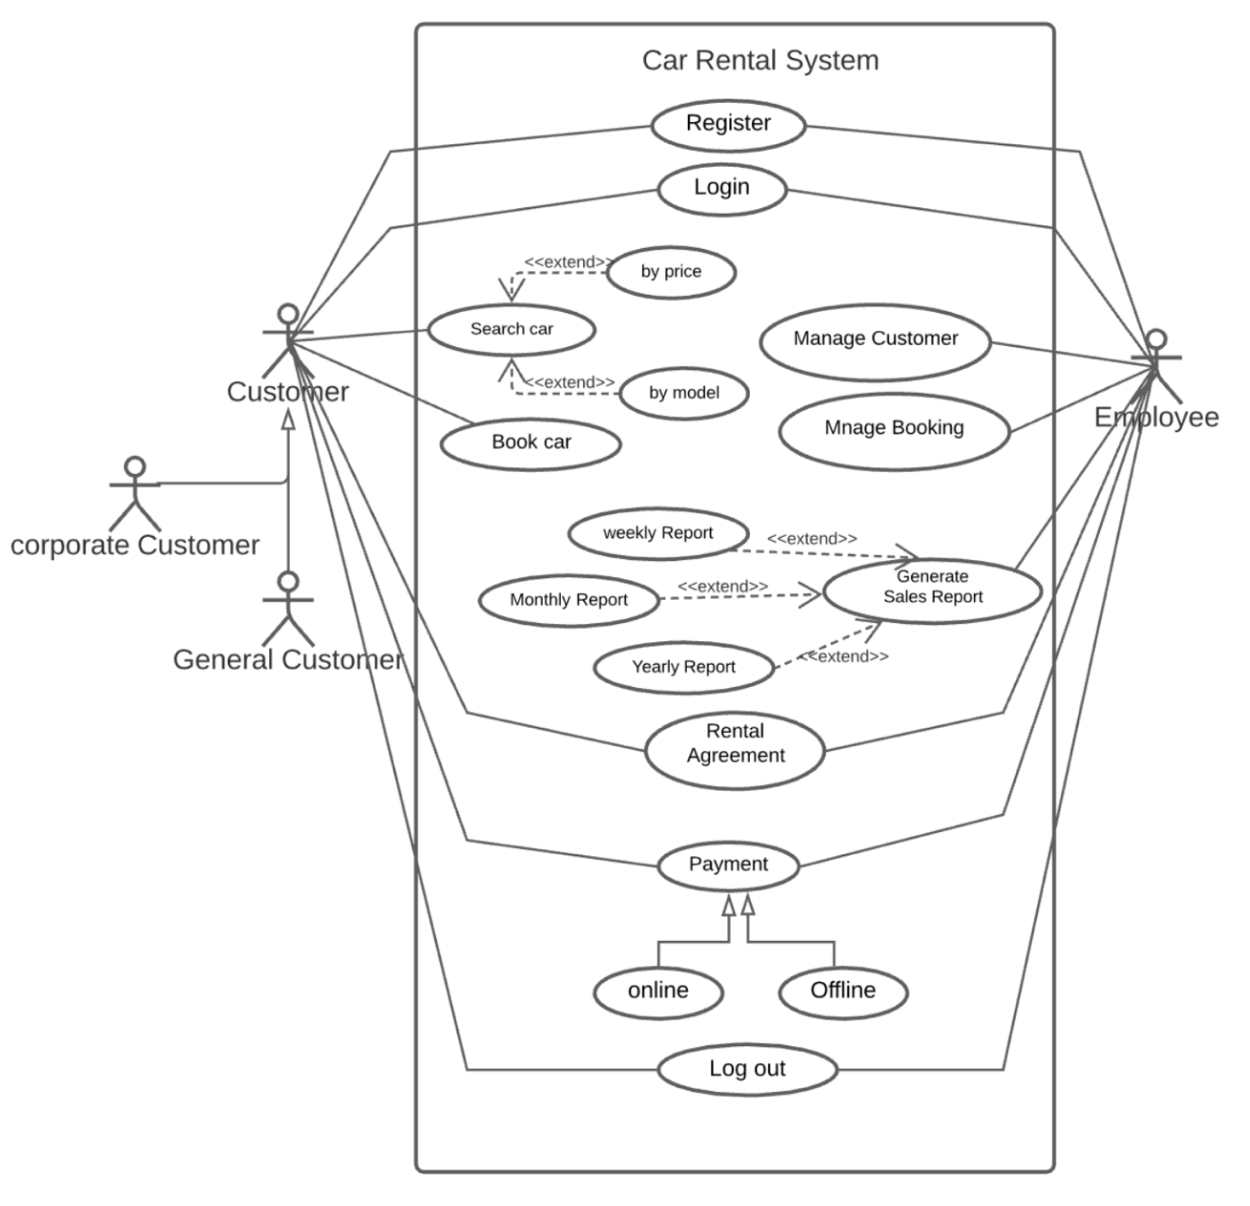 Car Rental System
Register
Login
<<extend>>
by price
Search car
Manage Customer
<<extend>>
by model
Customer
Mnage Booking
Employee
Book car
corporate Customer
weekly Report
<<extend>>
Generate
Sales Report
Monthly Report
<<extend>>
General Customer
Yearly Report
<<extend>>
Rental
Agreement
Payment
online
Offline
Log out